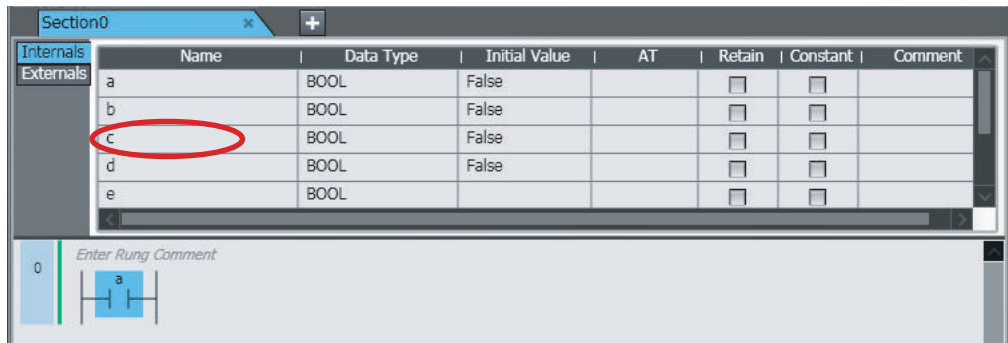 Section0 × +
Internals Name Data Type Initial Value AT Retain Constant Comment
Externals a BOOL False
b BOOL False
c BOOL False
d BOOL False
e BOOL
0 Enter Rung Comment
a